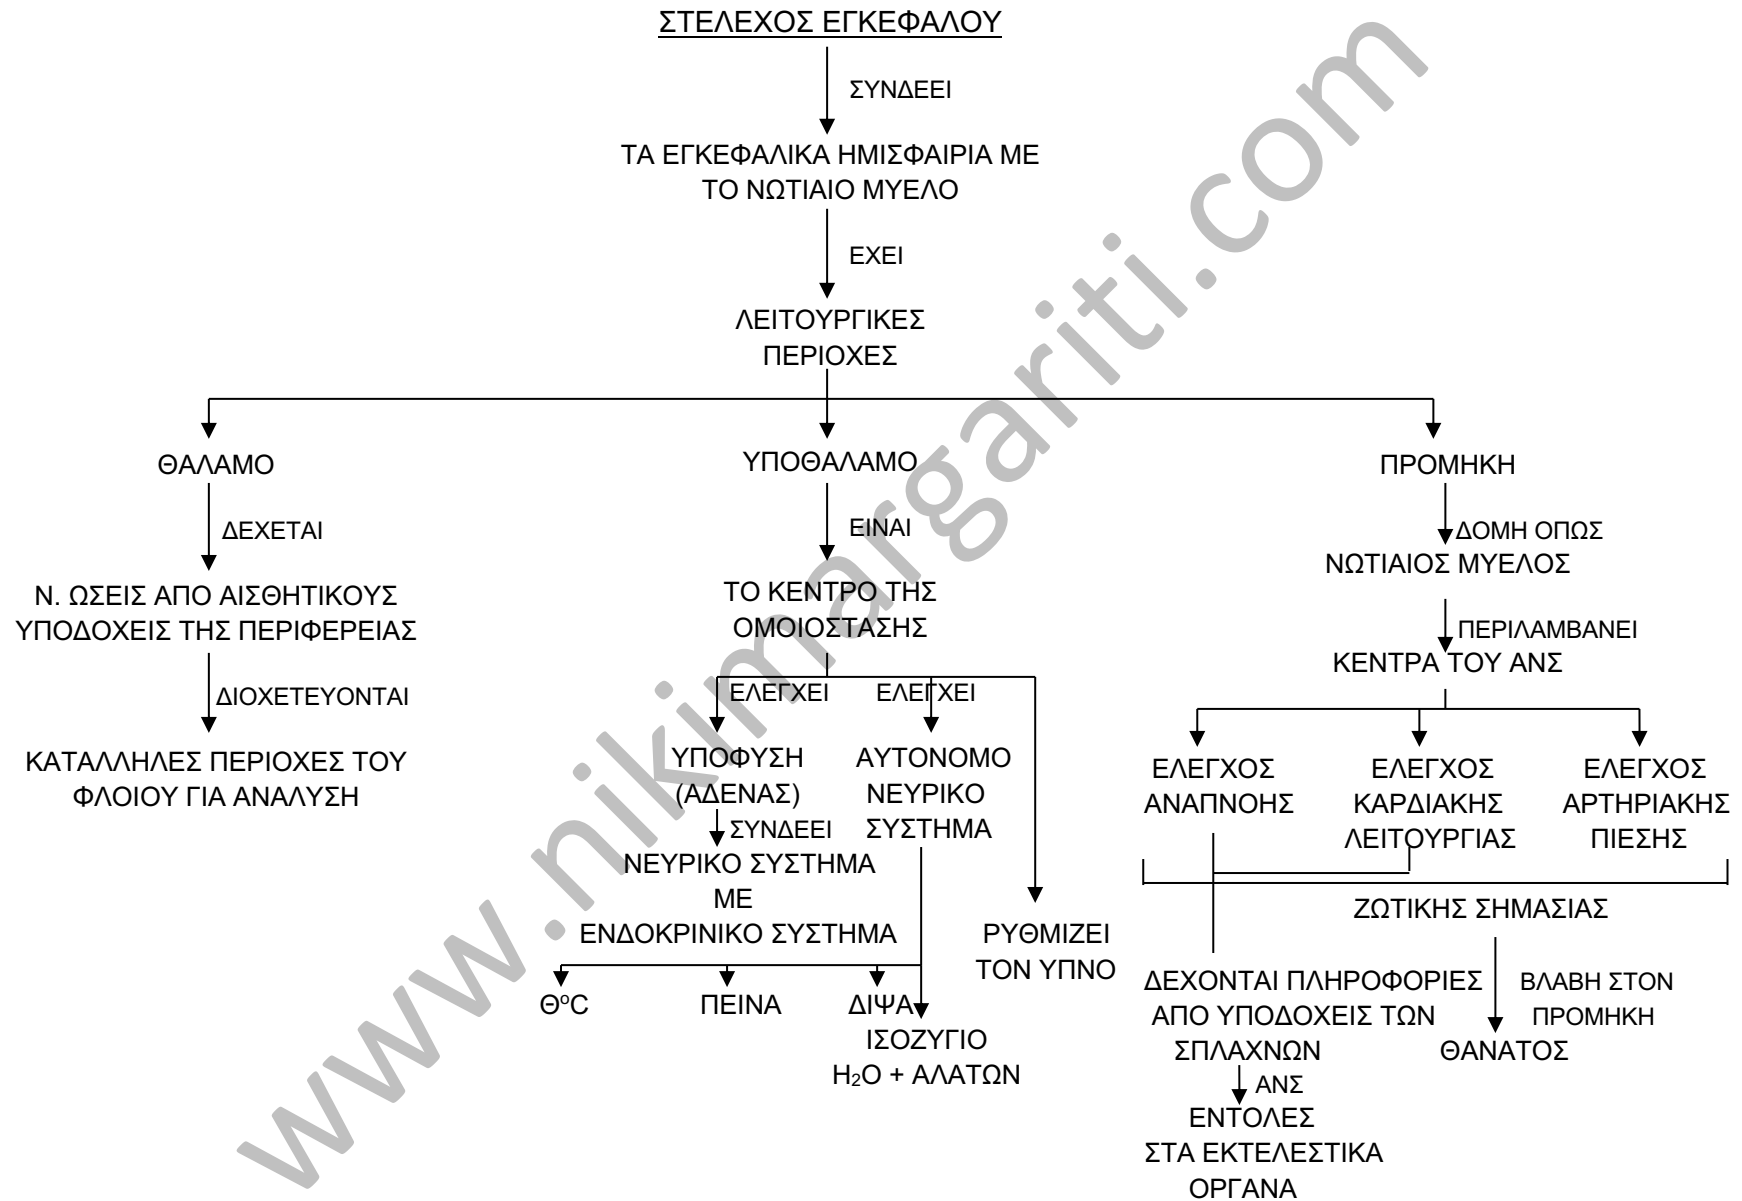 ΣΤΕΛΕΧΟΣ ΕΓΚΕΦΑΛΟΥ
ΣΥΝΔΕΕΙ
ΤΑ ΕΓΚΕΦΑΛΙΚΑ ΗΜΙΣΦΑΙΡΙΑ ΜΕ
ΤΟ ΝΩΤΙΑΙΟ ΜΥΕΛΟ
ΕΧΕΙ
ΛΕΙΤΟΥΡΓΙΚΕΣ
ΠΕΡΙΟΧΕΣ
ΘΑΛΑΜΟ
ΔΕΧΕΤΑΙ
Ν. ΩΣΕΙΣ ΑΠΟ ΑΙΣΘΗΤΙΚΟΥΣ
ΥΠΟΔΟΧΕΙΣ ΤΗΣ ΠΕΡΙΦΕΡΕΙΑΣ
ΔΙΟΧΕΤΕΥΟΝΤΑΙ
ΚΑΤΑΛΛΗΛΕΣ ΠΕΡΙΟΧΕΣ ΤΟΥ
ΦΛΟΙΟΥ ΓΙΑ ΑΝΑΛΥΣΗ
ΥΠΟΘΑΛΑΜΟ
ΕΙΝΑΙ
ΤΟ ΚΕΝΤΡΟ ΤΗΣ
ΟΜΟΙΟΣΤΑΣΗΣ
ΕΛΕΓΧΕΙ
ΥΠΟΦΥΣΗ
(ΑΔΕΝΑΣ)
ΣΥΝΔΕΕΙ
ΝΕΥΡΙΚΟ ΣΥΣΤΗΜΑ
ΜΕ
ΕΝΔΟΚΡΙΝΙΚΟ ΣΥΣΤΗΜΑ
ΕΛΕΓΧΕΙ
ΑΥΤΟΝΟΜΟ
ΝΕΥΡΙΚΟ
ΣΥΣΤΗΜΑ
Θ⁰C
ΠΕΙΝΑ
ΔΙΨΑ
ΙΣΟΖΥΓΙΟ
H₂O + ΑΛΑΤΩΝ
ΡΥΘΜΙΖΕΙ
ΤΟΝ ΥΠΝΟ
ΠΡΟΜΗΚΗ
ΔΟΜΗ ΟΠΩΣ
ΝΩΤΙΑΙΟΣ ΜΥΕΛΟΣ
ΠΕΡΙΛΑΜΒΑΝΕΙ
ΚΕΝΤΡΑ ΤΟΥ ΑΝΣ
ΕΛΕΓΧΟΣ
ΑΝΑΠΝΟΗΣ
ΕΛΕΓΧΟΣ
ΚΑΡΔΙΑΚΗΣ
ΛΕΙΤΟΥΡΓΙΑΣ
ΕΛΕΓΧΟΣ
ΑΡΤΗΡΙΑΚΗΣ
ΠΙΕΣΗΣ
ΖΩΤΙΚΗΣ ΣΗΜΑΣΙΑΣ
ΔΕΧΟΝΤΑΙ ΠΛΗΡΟΦΟΡΙΕΣ
ΑΠΟ ΥΠΟΔΟΧΕΙΣ ΤΩΝ
ΣΠΛΑΧΝΩΝ
ΑΝΣ
ΕΝΤΟΛΕΣ
ΣΤΑ ΕΚΤΕΛΕΣΤΙΚΑ
ΟΡΓΑΝΑ
ΒΛΑΒΗ ΣΤΟΝ
ΠΡΟΜΗΚΗ
ΘΑΝΑΤΟΣ
www.nikimargariti.com